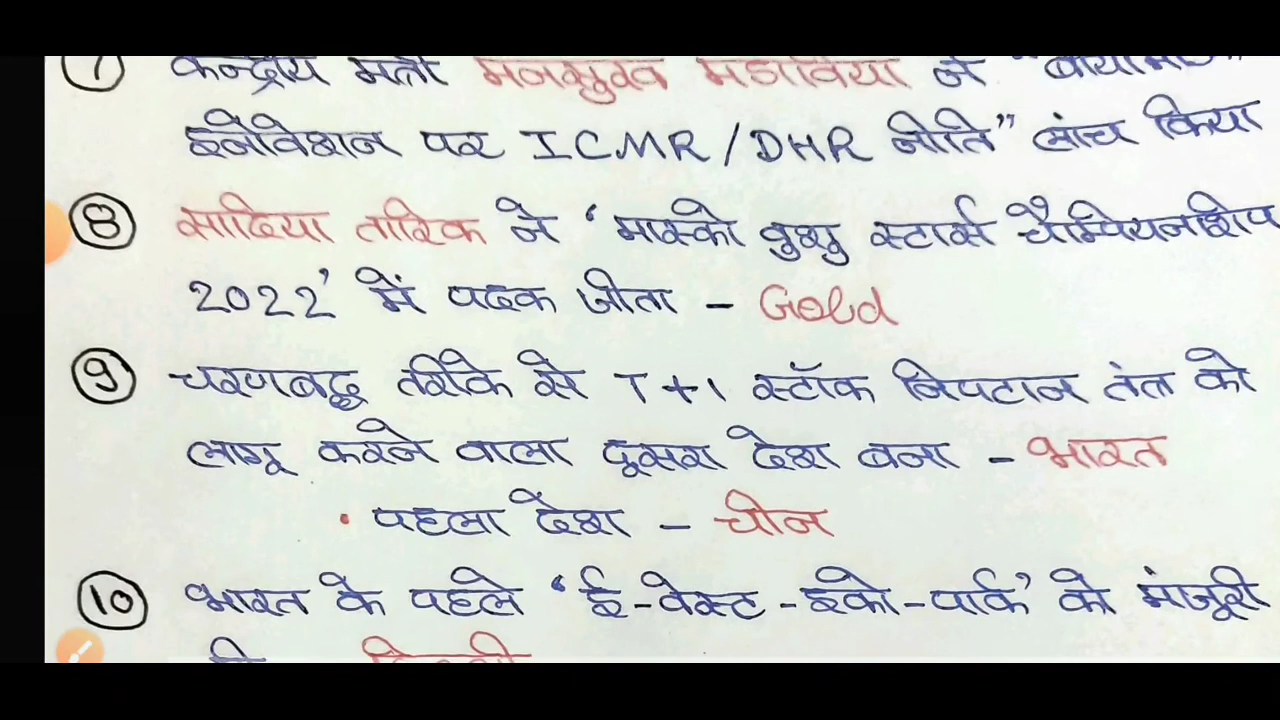 7 केन्द्रीय मंत्री मनसुख मंडाविया ने "बायोमेड
इनोवेशन पर ICMR/DHR नीति" लांच किया
8 सादिया तारिक ने 'मास्को वुशु स्टार्स चैम्पियनशिप
2022' में पदक जीता - Gold
9 चरणबद्ध तरीके से T+1 स्टॉक निपटान तंत्र को
लागू करने वाला दूसरा देश बना - भारत
• पहला देश - चीन
10 भारत के पहले 'ई-वेस्ट-इको-पार्क' को मंजूरी